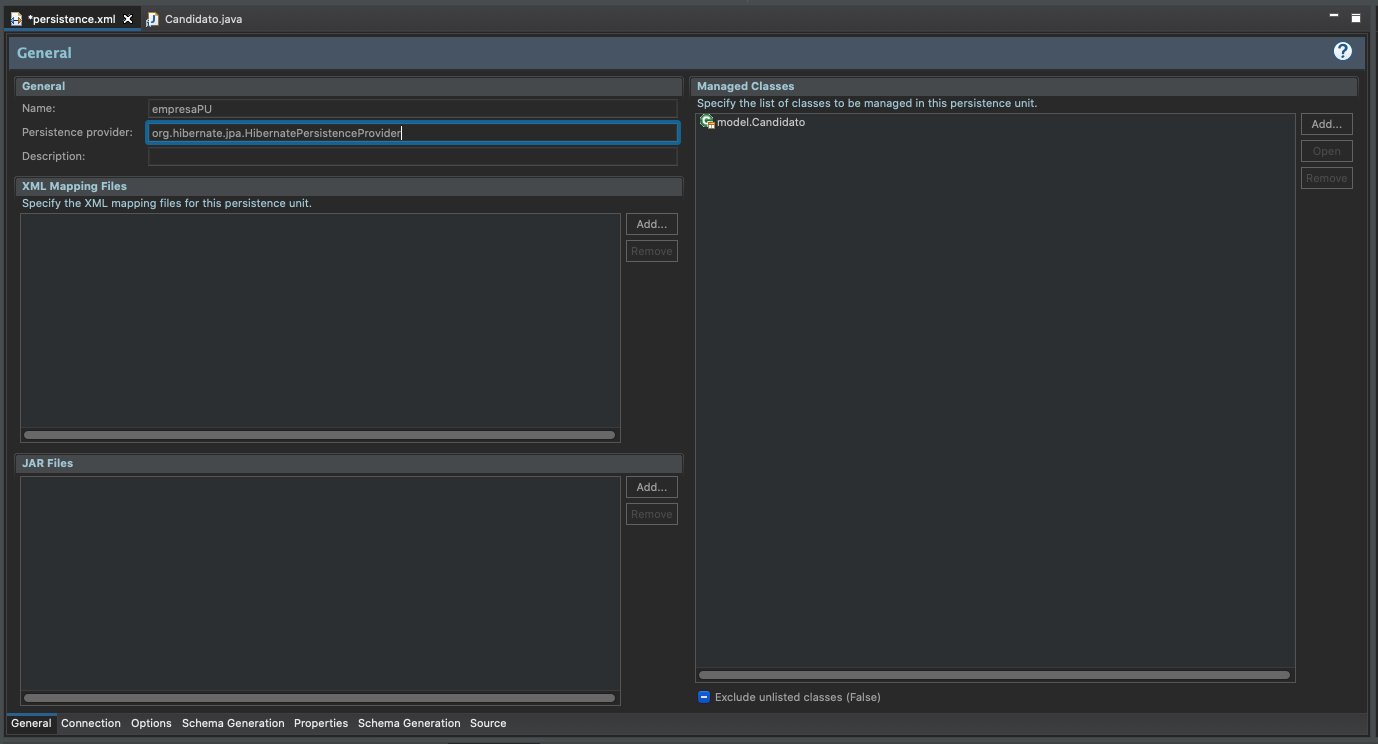 *persistence.xml
Candidato.java
General
General
Name:
empresaPU
Persistence provider:
org.hibernate.jpa.HibernatePersistenceProvider
Description:
XML Mapping Files
Specify the XML mapping files for this persistence unit.
Add...
Remove
JAR Files
Add...
Remove
Managed Classes
Specify the list of classes to be managed in this persistence unit.
model.Candidato
Add...
Open
Remove
Exclude unlisted classes (False)
General Connection Options Schema Generation Properties Schema Generation Source